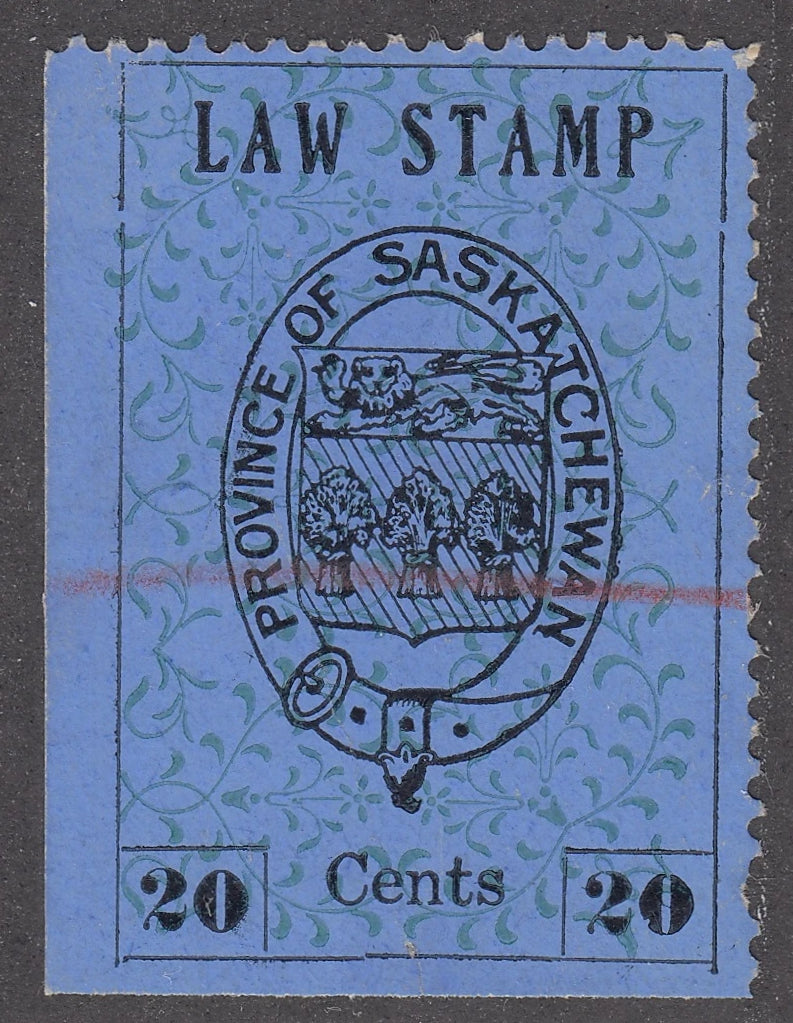 LAW STAMP
PROVINCE OF SASKATCHEWAN
20 Cents 20